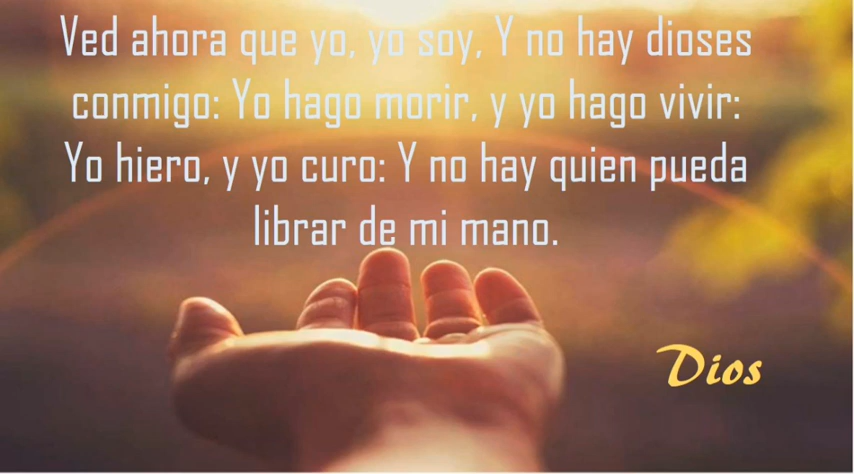 Ved ahora que yo, yo soy, Y no hay dioses
conmigo: Yo hago morir, y yo hago vivir:
Yo hiero, y yo curo: Y no hay quien pueda
librar de mi mano.
Dios